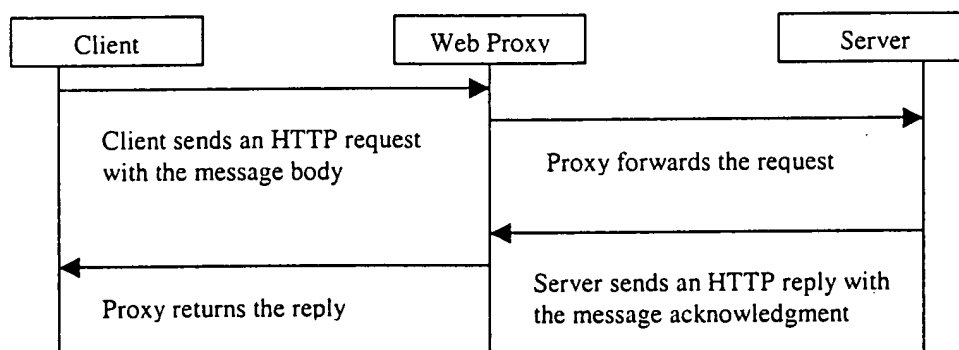 Client
Web Proxy
Server
Client sends an HTTP request
with the message body
Proxy forwards the request
Server sends an HTTP reply with
the message acknowledgment
Proxy returns the reply